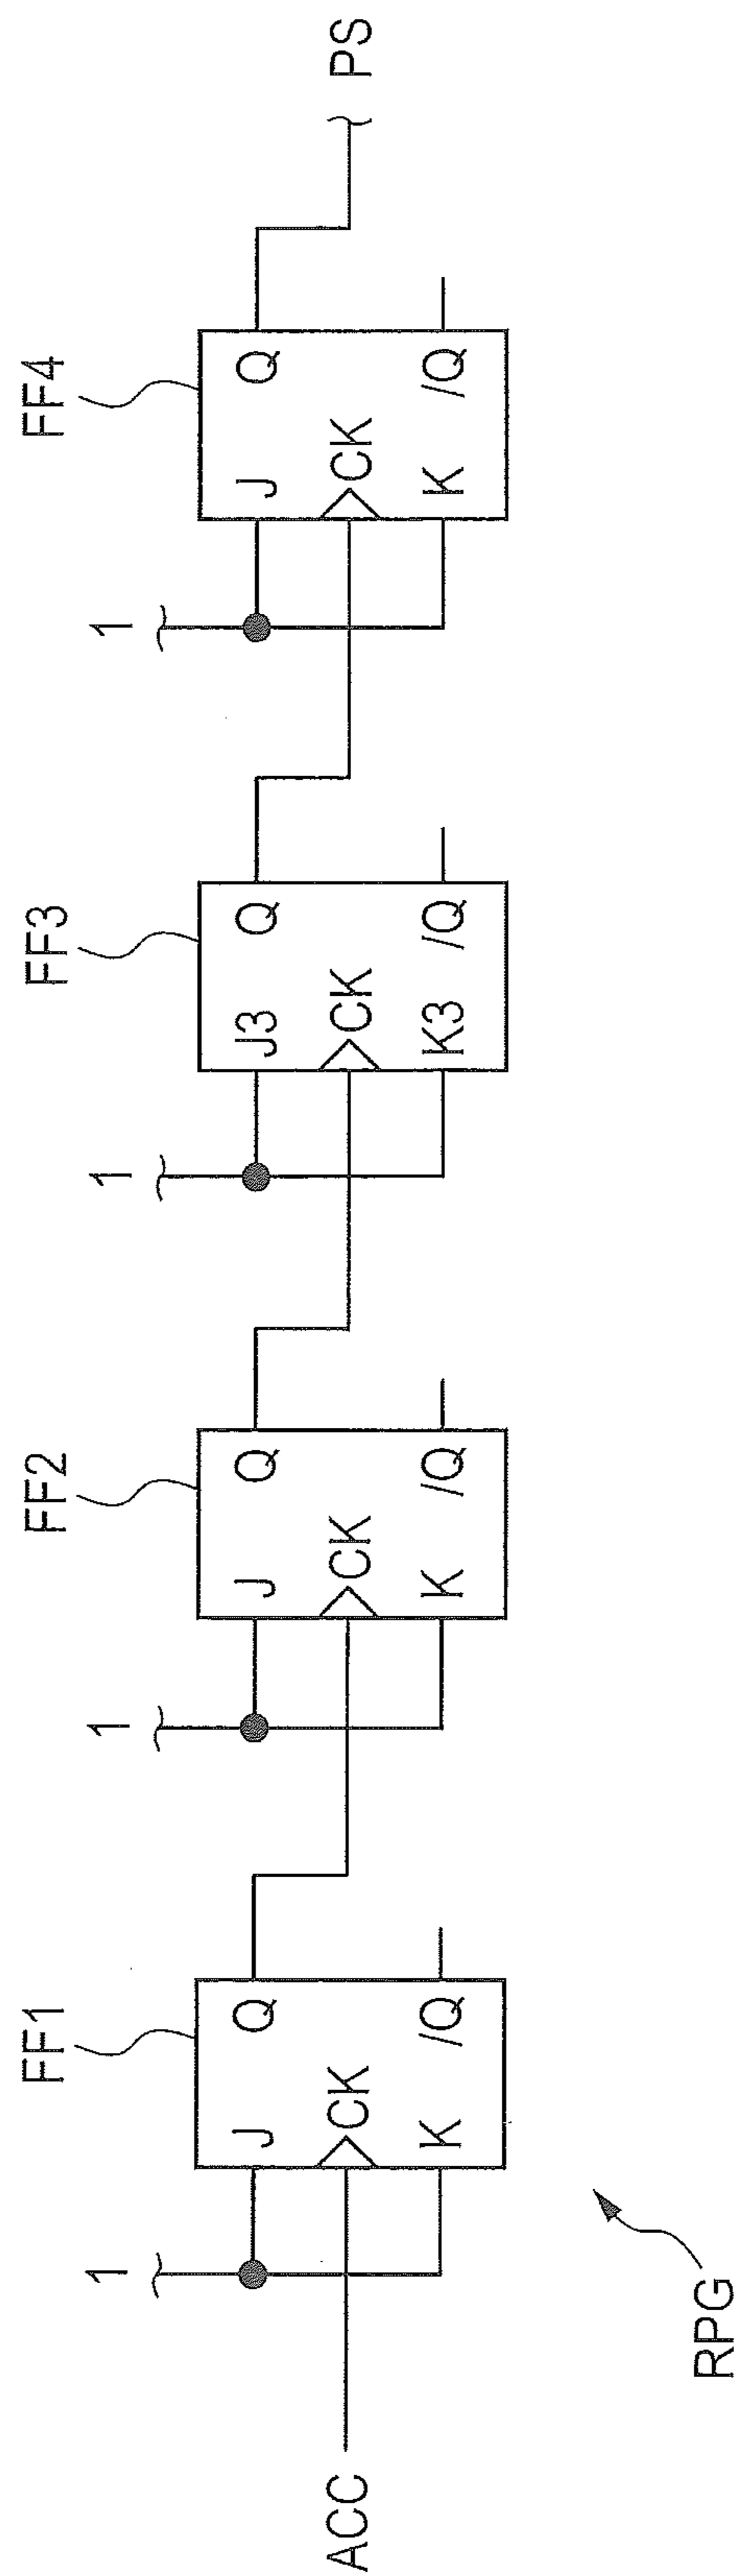 FF1
FF2
FF3
FF4
1
1
1
1
J
Q
J
Q
J3
Q
J
Q
ACC
CK
CK
CK
CK
PS
K
/Q
K
/Q
K3
/Q
K
/Q
RPG